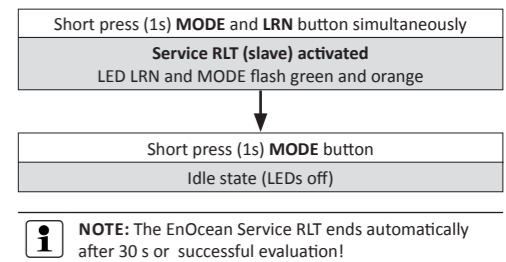 Short press (1s) MODE and LRN button simultaneously
Service RLT (slave) activated
LED LRN and MODE flash green and orange
Short press (1s) MODE button
Idle state (LEDs off)
NOTE: The EnOcean Service RLT ends automatically
after 30 s or successful evaluation!